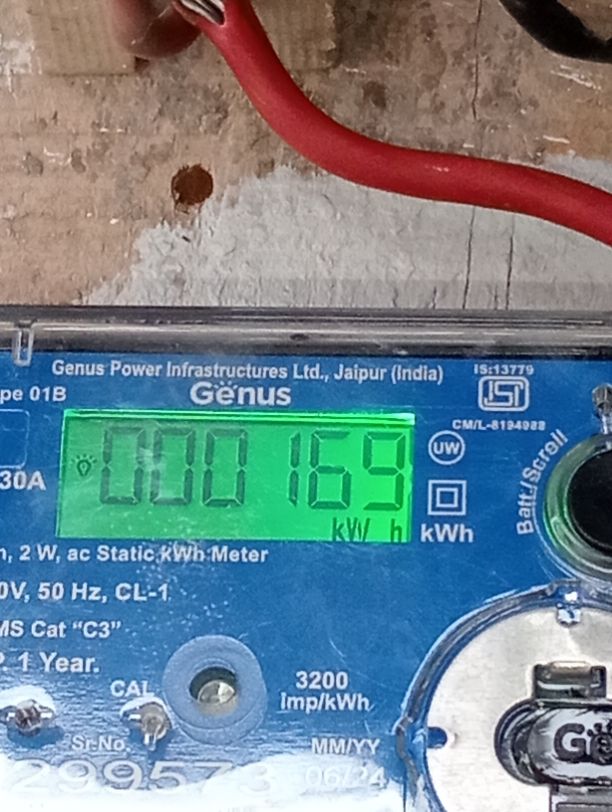 Genus Power Infrastructures Ltd., Jaipur (India)
IS:13779
pe 01B
Genus
CM/L-8194988
UW
000169
kW h
30A
kWh
Batt./Scroll
, 2 W, ac Static kWh Meter
0V, 50 Hz, CL-1
MS Cat "C3"
1 Year.
CAL
3200
imp/kWh
Sr-No.
MM/YY
299573
06/24